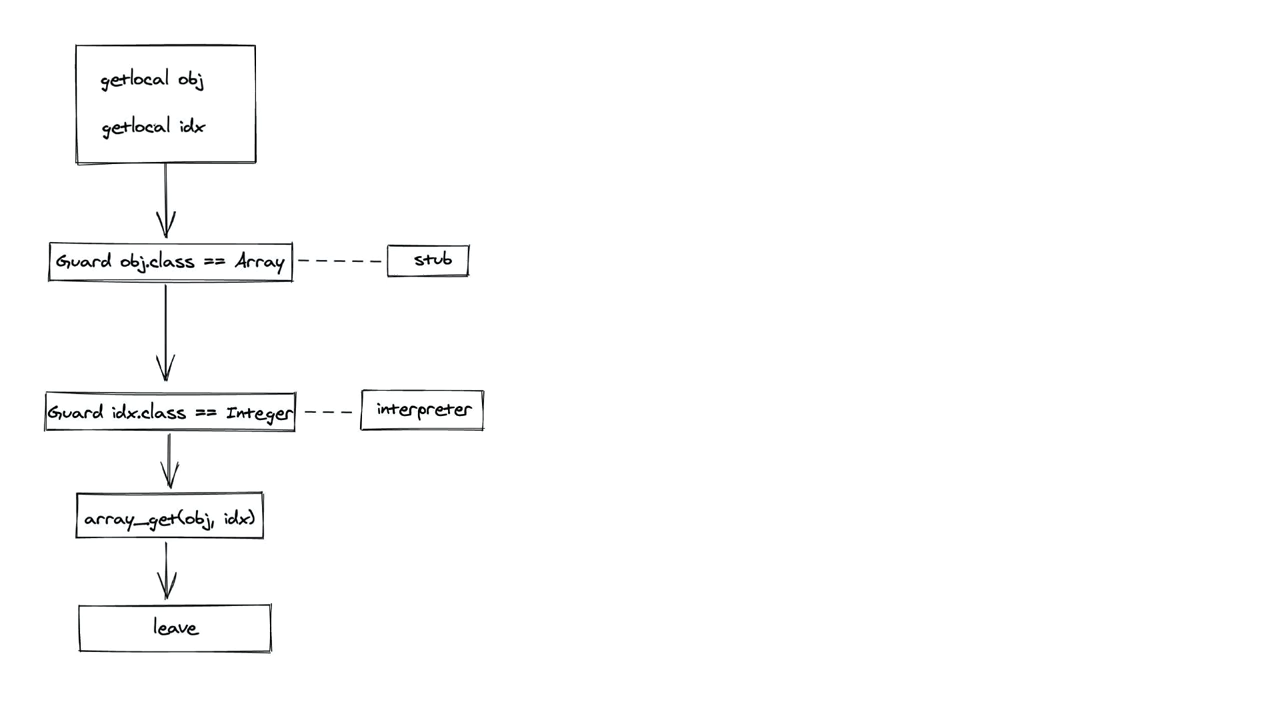 getlocal obj
getlocal idx
Guard obj.class == Array
stub
Guard idx.class == Integer
interpreter
array_get(obj, idx)
leave